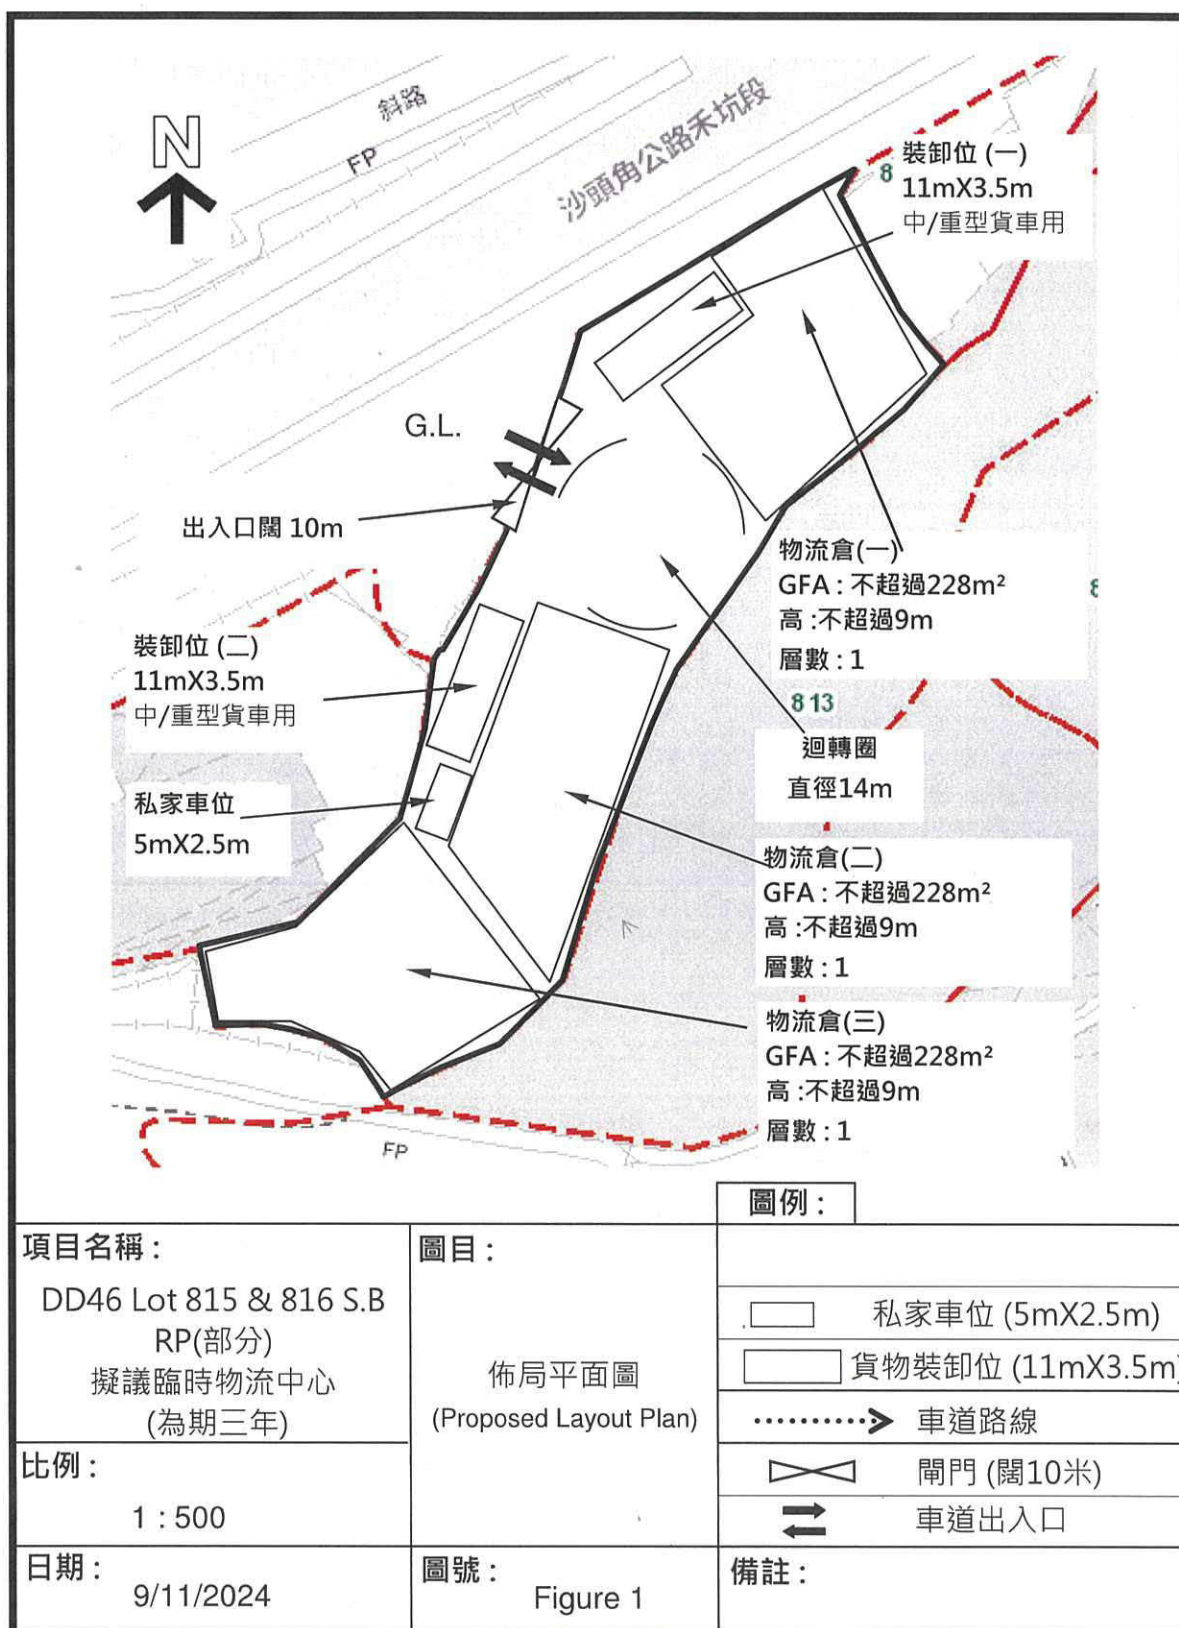 斜路
FP
沙頭角公路禾坑段
N
裝卸位 (一)
11mX3.5m
中/重型貨車用
8
G.L.
出入口闊 10m
物流倉(一)
GFA : 不超過228m²
高 :不超過9m
層數 : 1
8
裝卸位 (二)
11mX3.5m
中/重型貨車用
8 13
迴轉圈
直徑14m
私家車位
5mX2.5m
物流倉(二)
GFA : 不超過228m²
高 :不超過9m
層數 : 1
物流倉(三)
GFA : 不超過228m²
高 :不超過9m
層數 : 1
FP
圖例 :
項目名稱 :
DD46 Lot 815 & 816 S.B
RP(部分)
擬議臨時物流中心
(為期三年)
圖目 :
佈局平面圖
(Proposed Layout Plan)
私家車位 (5mX2.5m)
貨物裝卸位 (11mX3.5m)
車道路線
閘門 (闊10米)
車道出入口
比例 :
1 : 500
日期 :
9/11/2024
圖號 :
Figure 1
備註 :